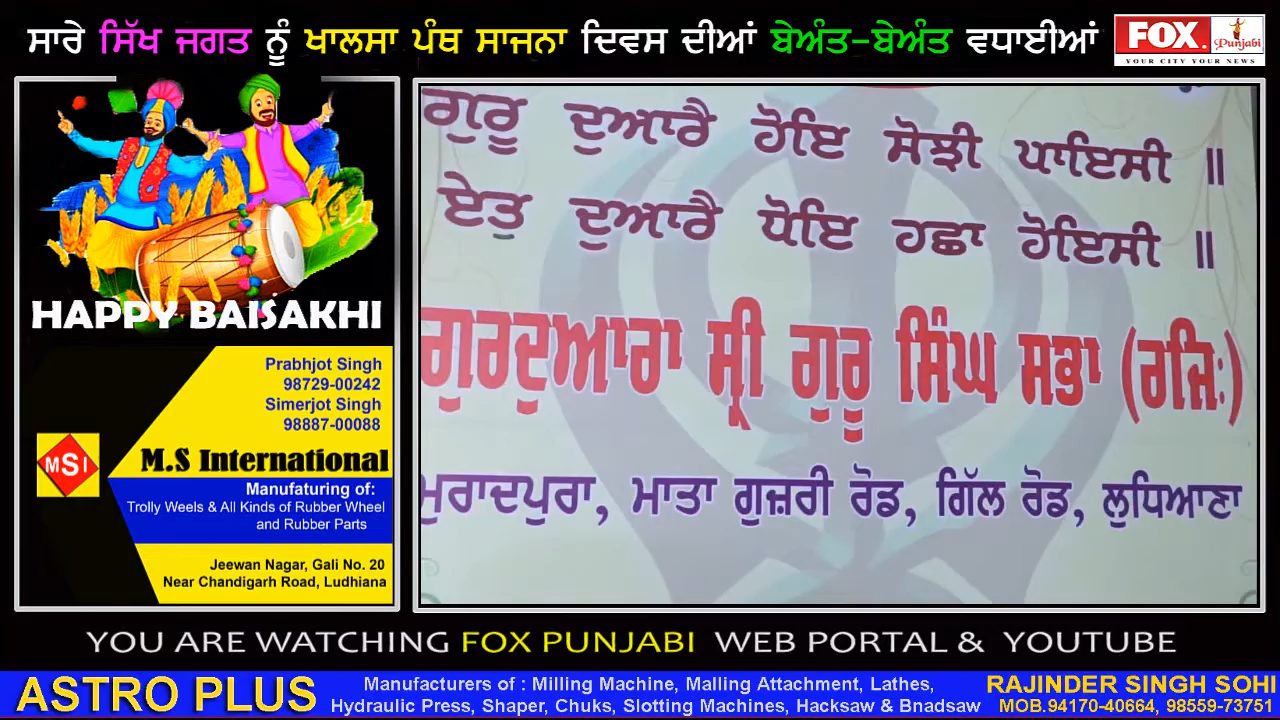 ਸਾਰੇ ਸਿੱਖ ਜਗਤ ਨੂੰ ਖਾਲਸਾ ਪੰਥ ਸਾਜਨਾ ਦਿਵਸ ਦੀਆਂ ਬੇਅੰਤ-ਬੇਅੰਤ ਵਧਾਈਆਂ
FOX.
Punjabi
YOUR CITY YOUR NEWS
HAPPY BAISAKHI
Prabhjot Singh
98729-00242
Simerjot Singh
98887-00088
MSI
M.S International
Manufaturing of:
Trolly Weels & All Kinds of Rubber Wheel
and Rubber Parts
Jeewan Nagar, Gali No. 20
Near Chandigarh Road, Ludhiana
ਗੁਰੂ ਦੁਆਰੈ ਹੋਇ ਸੋਝੀ ਪਾਇਸੀ ॥
ਏਤੁ ਦੁਆਰੈ ਧੋਇ ਹਛਾ ਹੋਇਸੀ ॥
ਗੁਰਦੁਆਰਾ ਸ੍ਰੀ ਗੁਰੂ ਸਿੰਘ ਸਭਾ (ਰਜਿ:)
ਮੁਰਾਦਪੁਰਾ, ਮਾਤਾ ਗੁਜ਼ਰੀ ਰੋਡ, ਗਿੱਲ ਰੋਡ, ਲੁਧਿਆਣਾ
YOU ARE WATCHING FOX PUNJABI WEB PORTAL & YOUTUBE
ASTRO PLUS
Manufacturers of : Milling Machine, Malling Attachment, Lathes,
Hydraulic Press, Shaper, Chuks, Slotting Machines, Hacksaw & Bnadsaw
RAJINDER SINGH SOHI
MOB.94170-40664, 98559-73751